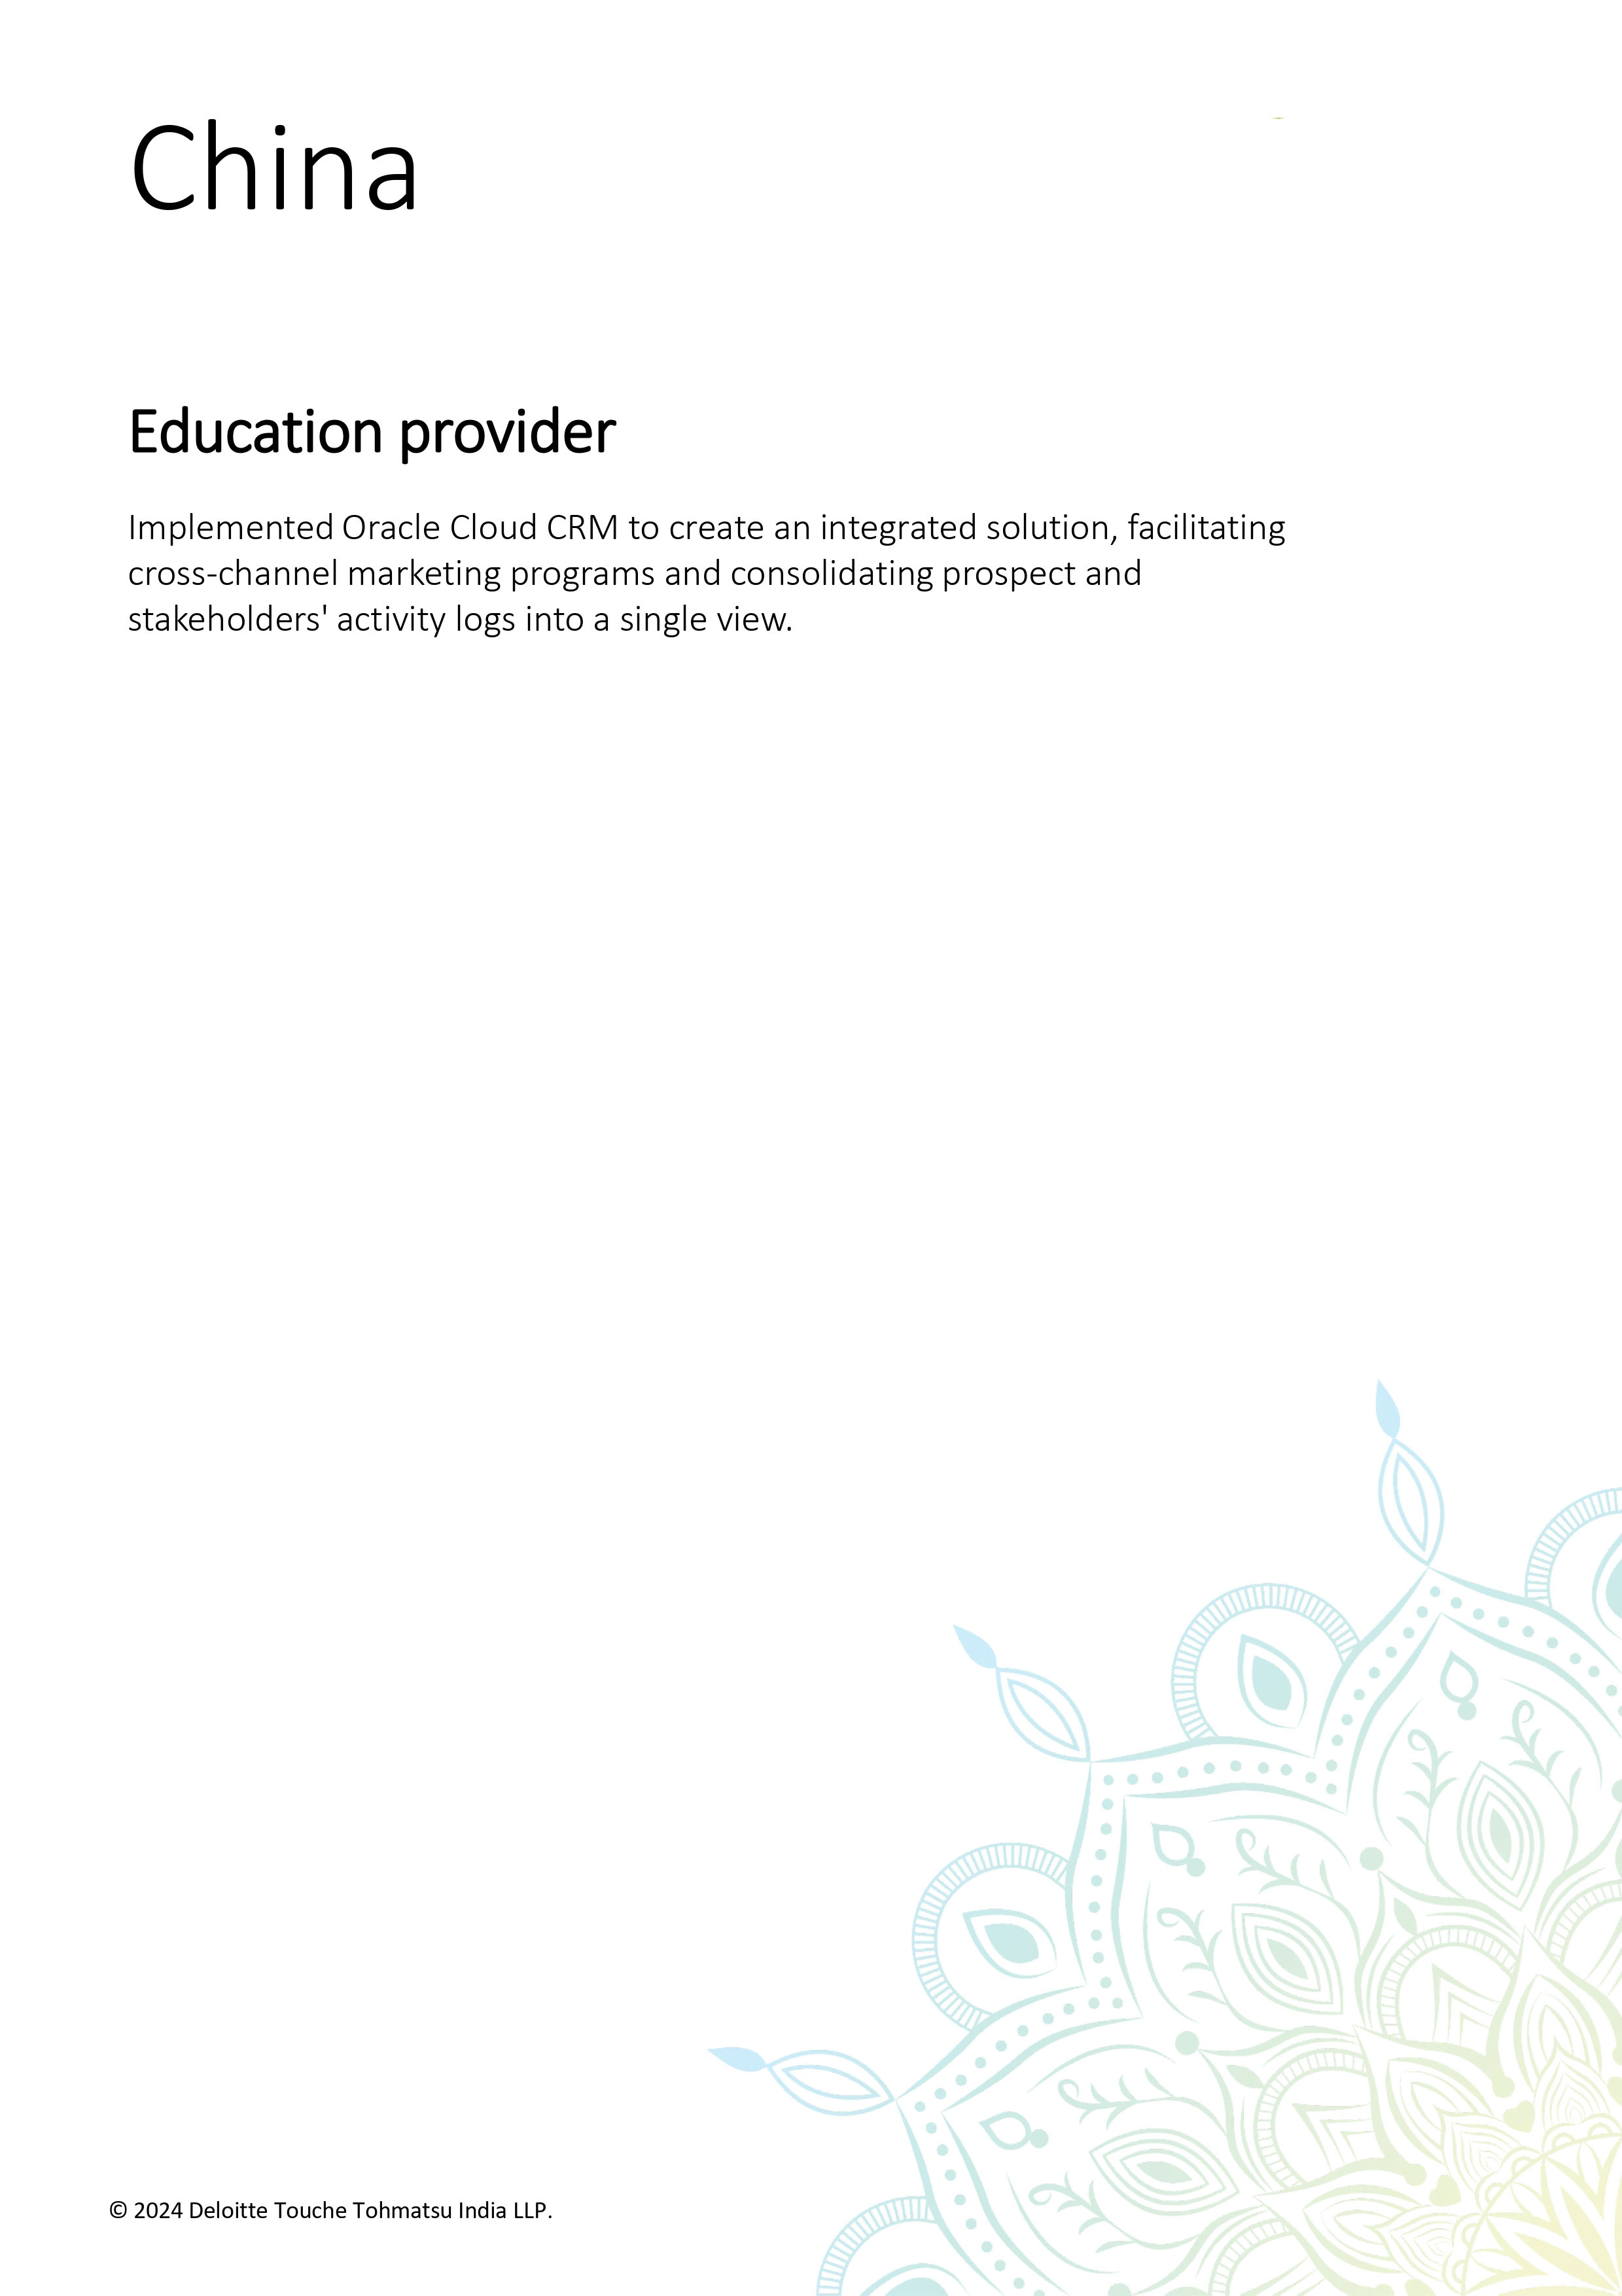 China
Education provider
Implemented Oracle Cloud CRM to create an integrated solution, facilitating
cross-channel marketing programs and consolidating prospect and
stakeholders' activity logs into a single view.
© 2024 Deloitte Touche Tohmatsu India LLP.